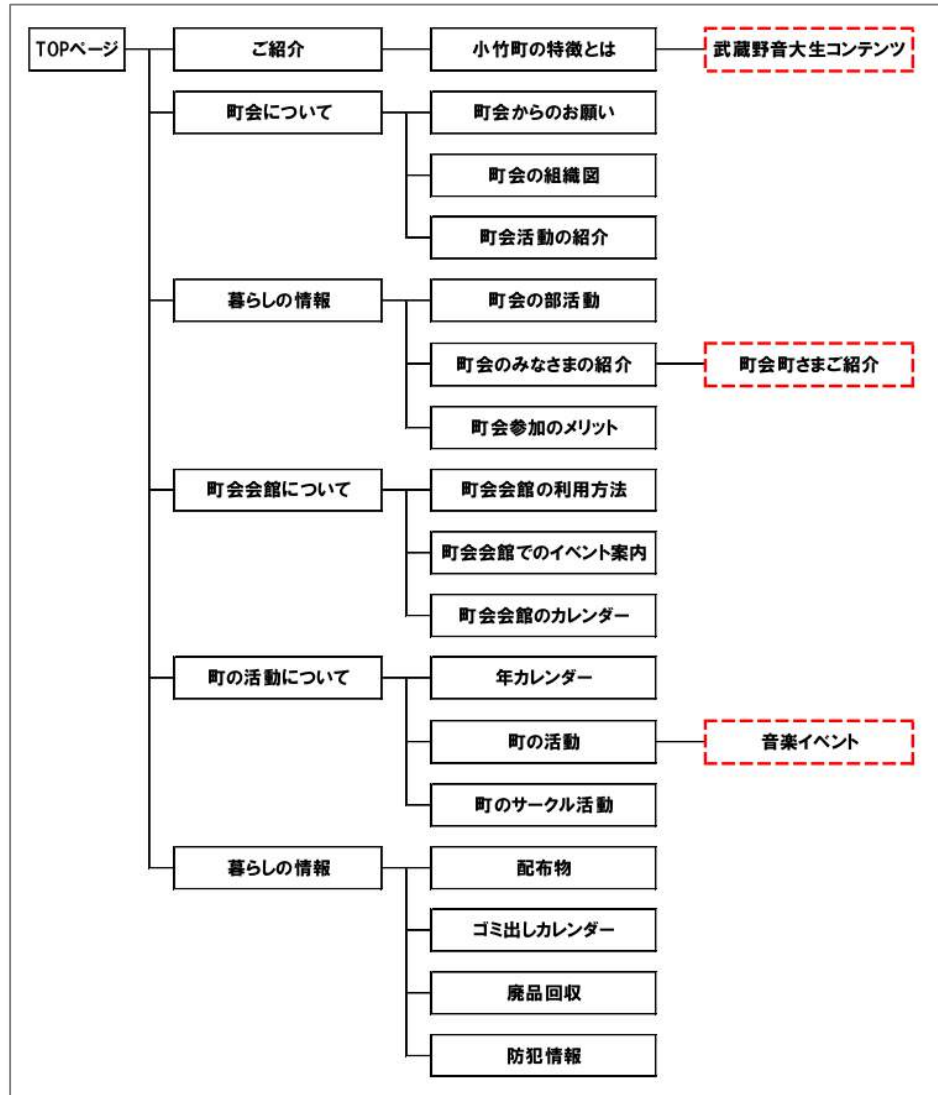 TOPページ
ご紹介
小竹町の特徴とは
武蔵野音大生コンテンツ
町会について
町会からのお願い
町会の組織図
町会活動の紹介
暮らしの情報
町会の部活動
町会のみなさまの紹介
町会町さまご紹介
町会参加のメリット
町会会館について
町会会館の利用方法
町会会館でのイベント案内
町会会館のカレンダー
町の活動について
年カレンダー
町の活動
音楽イベント
町のサークル活動
暮らしの情報
配布物
ゴミ出しカレンダー
廃品回収
防犯情報